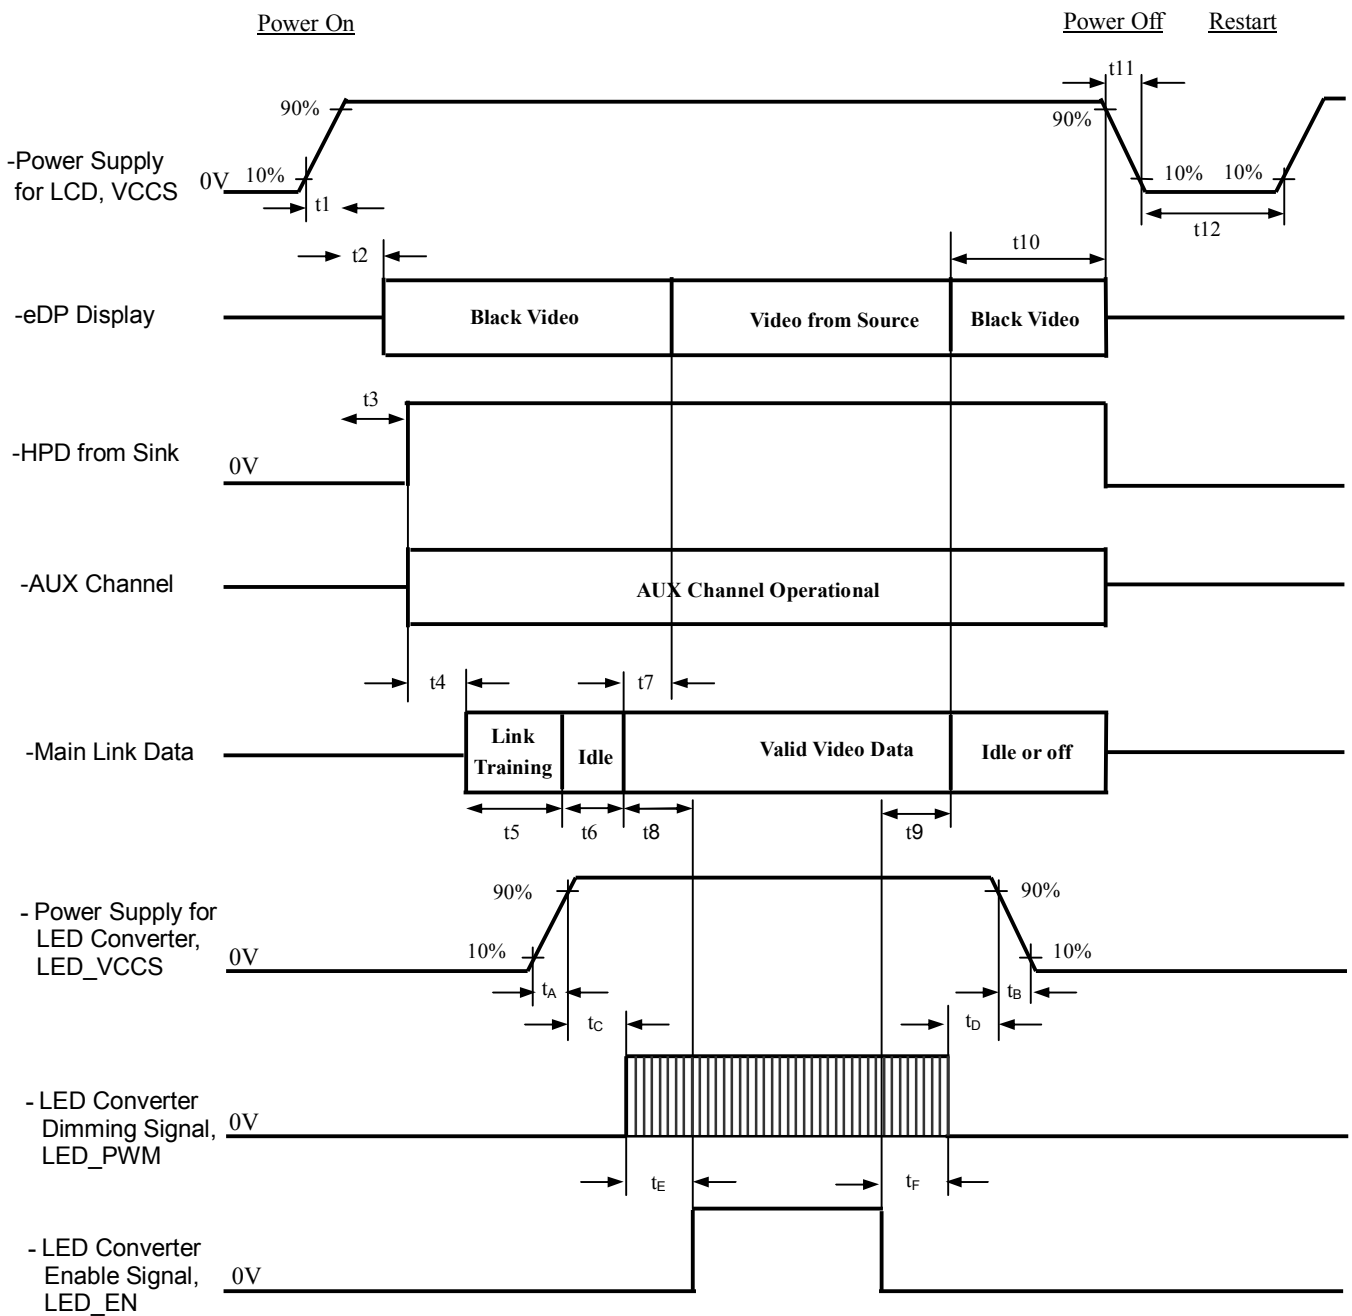 Power On
Power Off
Restart
t11
90%
90%
-Power Supply
for LCD, VCCS
0V
10%
10%
10%
t1
t12
t2
t10
-eDP Display
Black Video
Video from Source
Black Video
t3
-HPD from Sink
0V
-AUX Channel
AUX Channel Operational
t4
t7
-Main Link Data
Link
Training
Idle
Valid Video Data
Idle or off
t5
t6
t8
t9
90%
90%
- Power Supply for
LED Converter,
LED_VCCS
0V
10%
10%
tA
tB
tC
tD
- LED Converter
Dimming Signal,
LED_PWM
0V
tE
tF
- LED Converter
Enable Signal,
LED_EN
0V